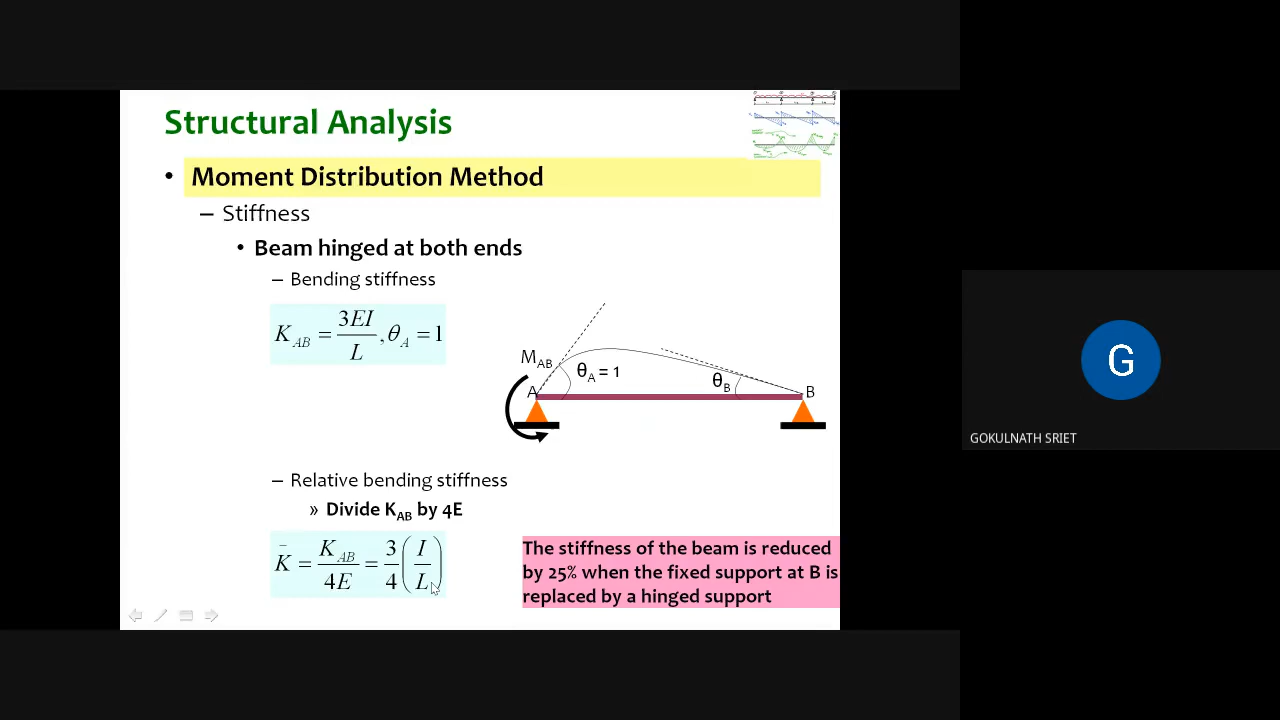 Structural Analysis
• Moment Distribution Method
– Stiffness
• Beam hinged at both ends
– Bending stiffness
K_AB = 3EI/L , θ_A = 1
M_AB
θ_A = 1
θ_B
A
B
– Relative bending stiffness
» Divide K_AB by 4E
K̄ = K_AB/4E = 3/4 (I/L)
The stiffness of the beam is reduced
by 25% when the fixed support at B is
replaced by a hinged support
G
GOKULNATH SRIET